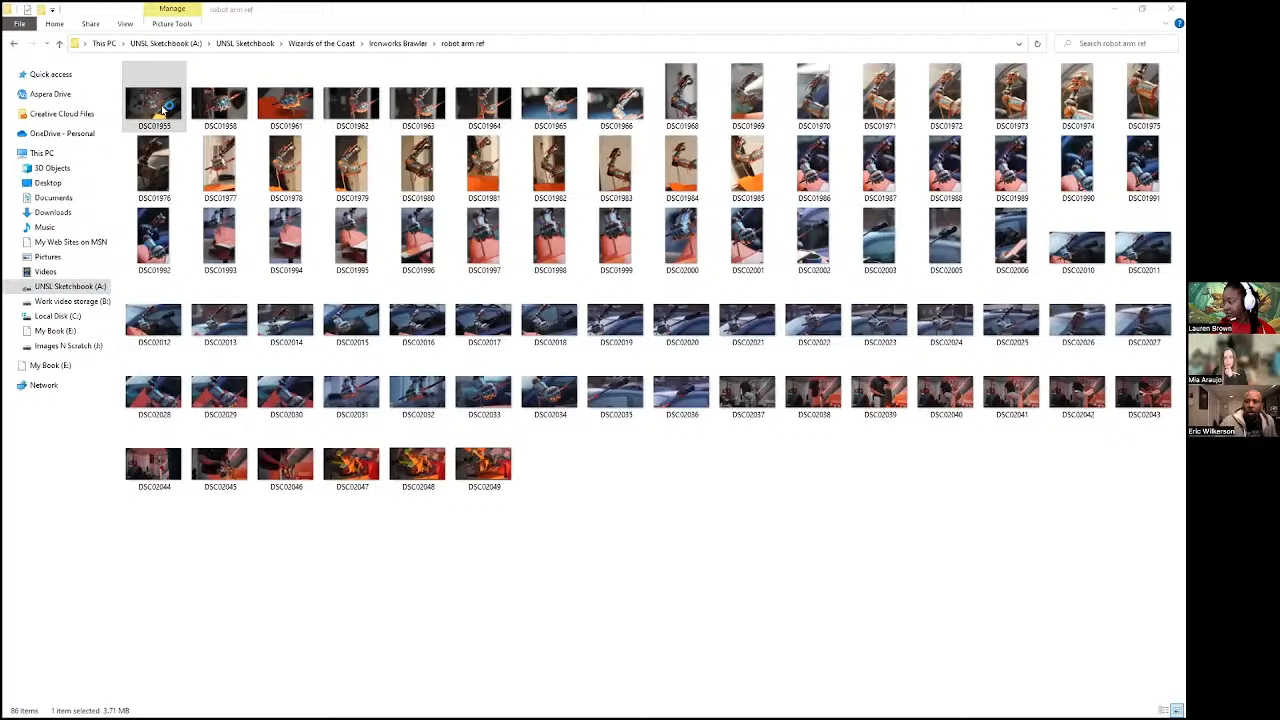 Manage
robot arm ref
File Home Share View Picture Tools
This PC UNSL Sketchbook (A:) UNSL Sketchbook Wizards of the Coast Ironworks Brawler robot arm ref Search robot arm ref
Quick access
Aspera Drive
Creative Cloud Files
OneDrive - Personal
This PC
3D Objects
Desktop
Documents
Downloads
Music
My Web Sites on MSN
Pictures
Videos
UNSL Sketchbook (A:)
Work video storage (B:)
Local Disk (C:)
My Book (E:)
Images N Scratch (J:)
My Book (E:)
Network
DSC01955 DSC01958 DSC01961 DSC01962 DSC01963 DSC01964 DSC01965 DSC01966 DSC01968 DSC01969 DSC01970 DSC01971 DSC01972 DSC01973 DSC01974 DSC01975
DSC01976 DSC01977 DSC01978 DSC01979 DSC01980 DSC01981 DSC01982 DSC01983 DSC01984 DSC01985 DSC01986 DSC01987 DSC01988 DSC01989 DSC01990 DSC01991
DSC01992 DSC01993 DSC01994 DSC01995 DSC01996 DSC01997 DSC01998 DSC01999 DSC02000 DSC02001 DSC02002 DSC02003 DSC02005 DSC02006 DSC02010 DSC02011
DSC02012 DSC02013 DSC02014 DSC02015 DSC02016 DSC02017 DSC02018 DSC02019 DSC02020 DSC02021 DSC02022 DSC02023 DSC02024 DSC02025 DSC02026 DSC02027
DSC02028 DSC02029 DSC02030 DSC02031 DSC02032 DSC02033 DSC02034 DSC02035 DSC02036 DSC02037 DSC02038 DSC02039 DSC02040 DSC02041 DSC02042 DSC02043
DSC02044 DSC02045 DSC02046 DSC02047 DSC02048 DSC02049
Lauren Brown
Mia Araujo
Eric Wilkerson
86 items 1 item selected 3.71 MB